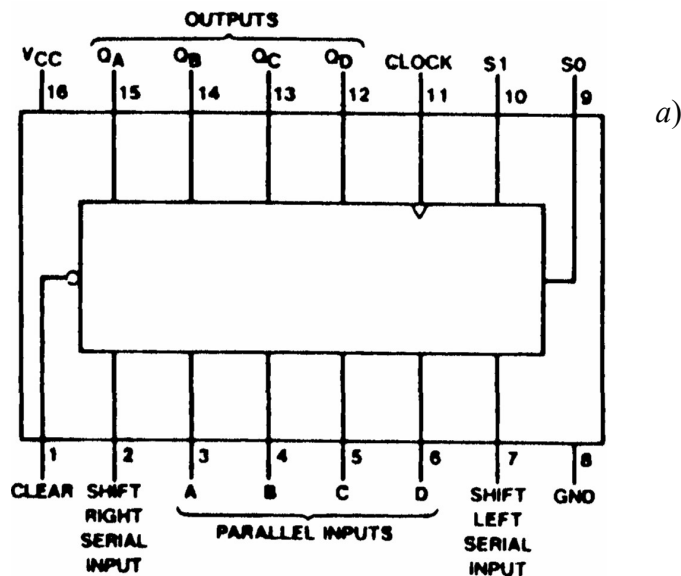 OUTPUTS
VCC QA QB QC QD CLOCK S1 S0
16 15 14 13 12 11 10 9
a)
1 2 3 4 5 6 7 8
CLEAR SHIFT A B C D SHIFT GND
RIGHT PARALLEL INPUTS LEFT
SERIAL SERIAL
INPUT INPUT